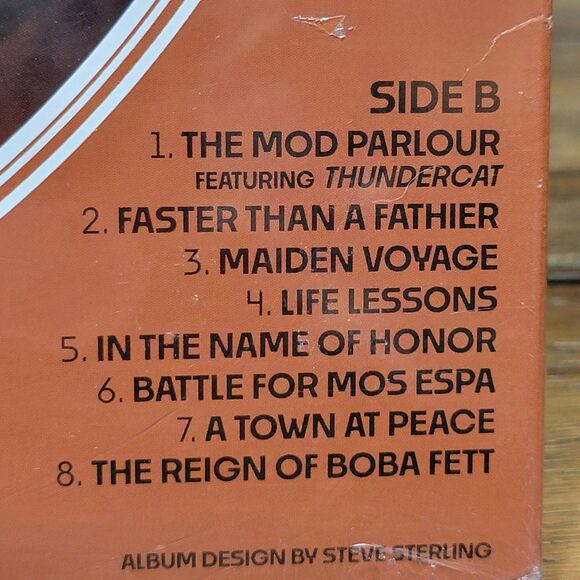 SIDE B
1. THE MOD PARLOUR
FEATURING THUNDERCAT
2. FASTER THAN A FATHIER
3. MAIDEN VOYAGE
4. LIFE LESSONS
5. IN THE NAME OF HONOR
6. BATTLE FOR MOS ESPA
7. A TOWN AT PEACE
8. THE REIGN OF BOBA FETT
ALBUM DESIGN BY STEVE STERLING